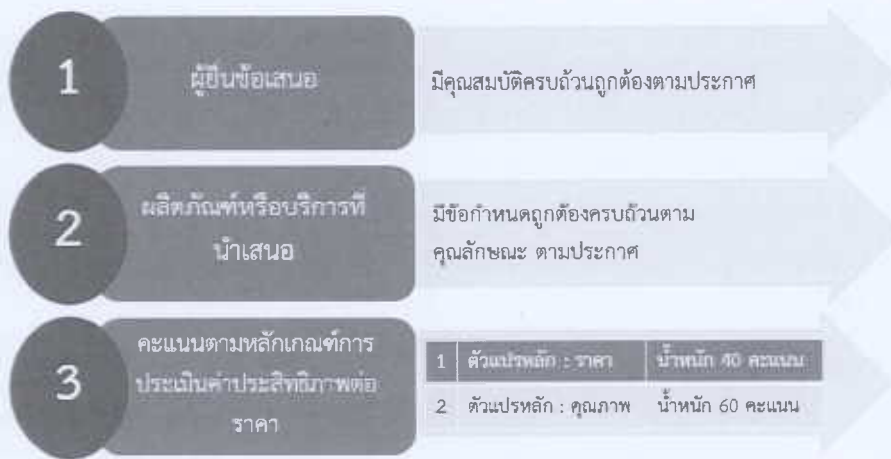 1
ผู้ยื่นข้อเสนอ
มีคุณสมบัติครบถ้วนถูกต้องตามประกาศ
2
ผลิตภัณฑ์หรือบริการที่
นำเสนอ
มีข้อกำหนดถูกต้องครบถ้วนตาม
คุณลักษณะ ตามประกาศ
3
คะแนนตามหลักเกณฑ์การ
ประเมินค่าประสิทธิภาพต่อ
ราคา
1 ตัวแปรหลัก : ราคา น้ำหนัก 40 คะแนน
2 ตัวแปรหลัก : คุณภาพ น้ำหนัก 60 คะแนน